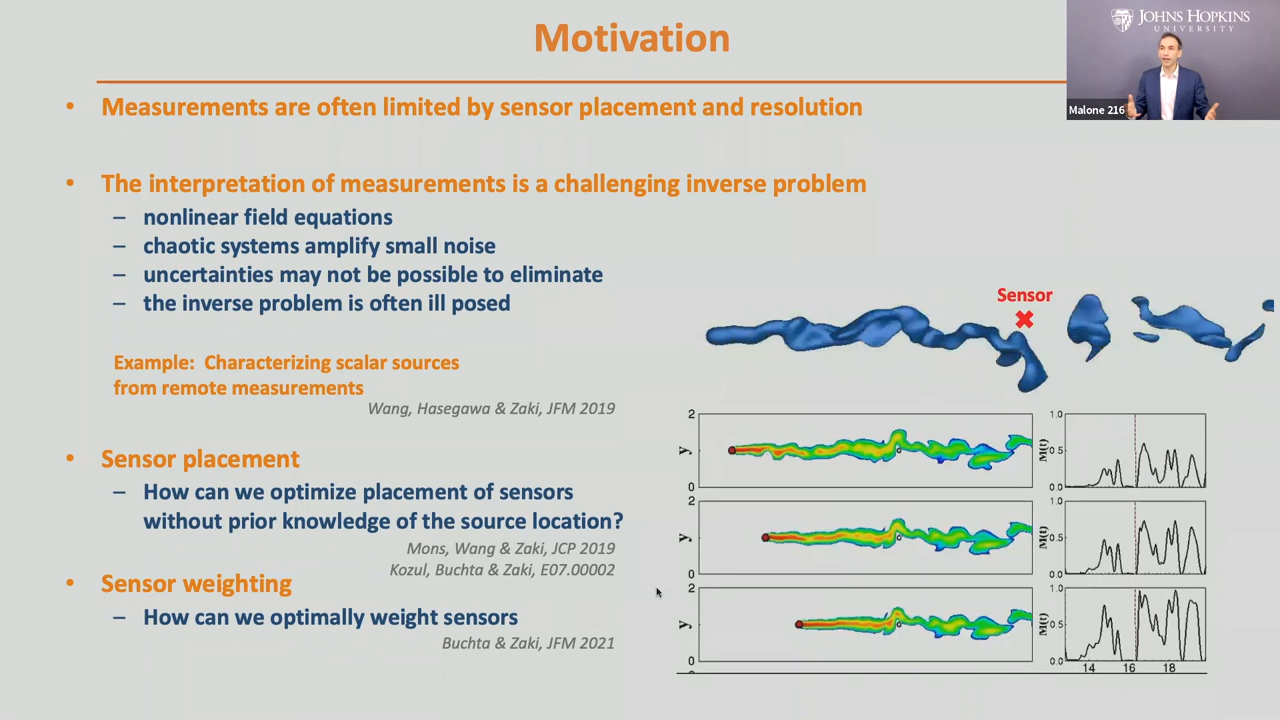 Motivation
JOHNS HOPKINS
UNIVERSITY
Malone 216
• Measurements are often limited by sensor placement and resolution
• The interpretation of measurements is a challenging inverse problem
– nonlinear field equations
– chaotic systems amplify small noise
– uncertainties may not be possible to eliminate
– the inverse problem is often ill posed
Example: Characterizing scalar sources
from remote measurements
Wang, Hasegawa & Zaki, JFM 2019
• Sensor placement
– How can we optimize placement of sensors
without prior knowledge of the source location?
Mons, Wang & Zaki, JCP 2019
Kozul, Buchta & Zaki, E07.00002
• Sensor weighting
– How can we optimally weight sensors
Buchta & Zaki, JFM 2021
Sensor
2
y
0
1.0
M(t)
0.5
0.0
2
y
0
1.0
M(t)
0.5
0.0
2
y
0
1.0
M(t)
0.5
0.0
14 16 18